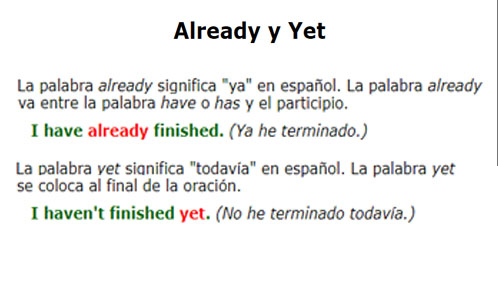 Already y Yet
La palabra already significa "ya" en español. La palabra already
va entre la palabra have o has y el participio.
I have already finished. (Ya he terminado.)
La palabra yet significa "todavía" en español. La palabra yet
se coloca al final de la oración.
I haven't finished yet. (No he terminado todavía.)